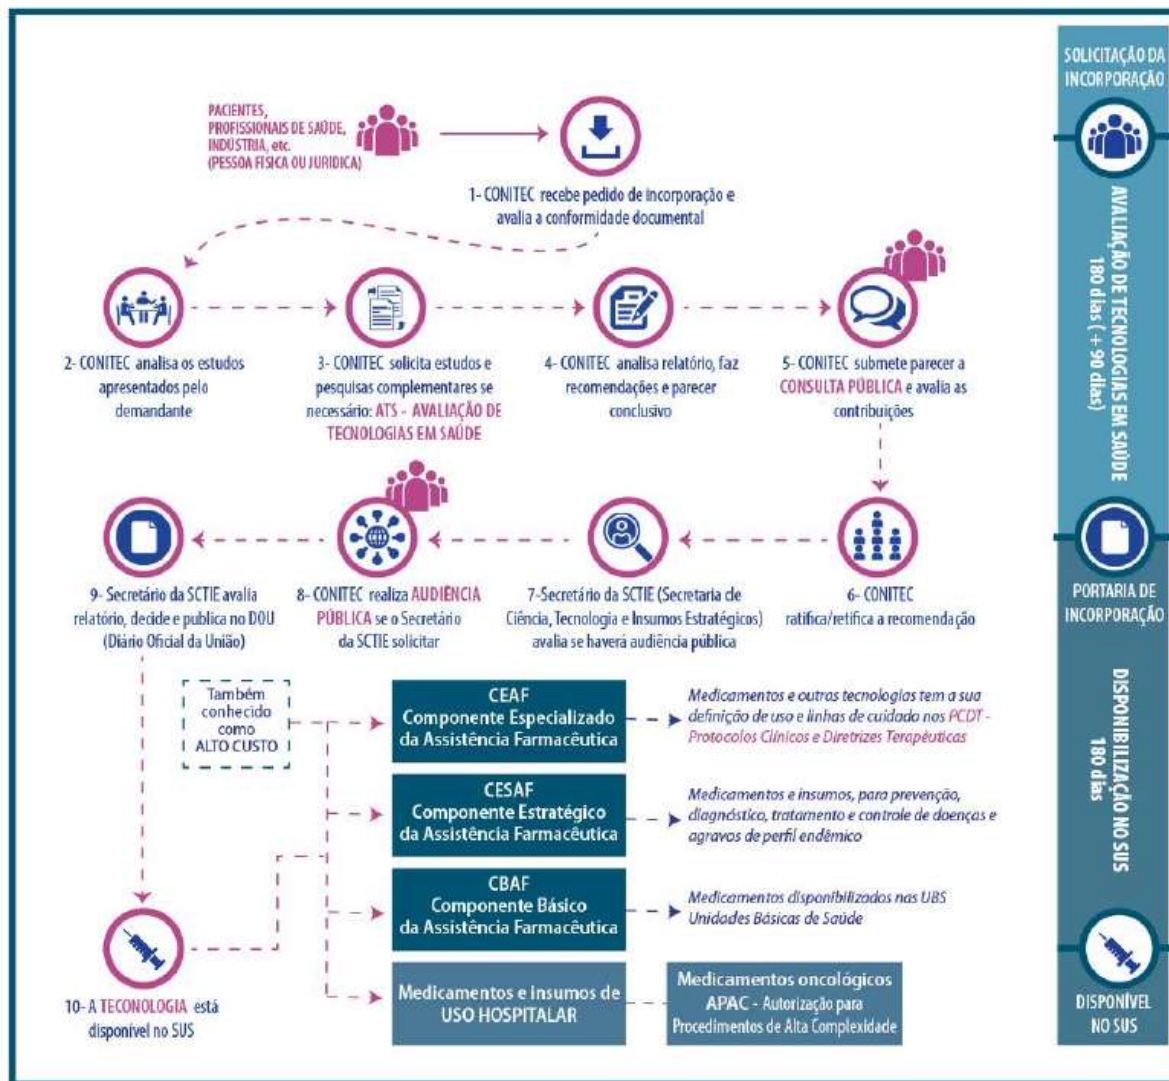 PACIENTES,
PROFISSIONAIS DE SAÚDE,
INDÚSTRIA, etc.
(PESSOA FÍSICA OU JURIDICA)
1- CONITEC recebe pedido de incorporação e
avalia a conformidade documental
2- CONITEC analisa os estudos
apresentados pelo
demandante
3- CONITEC solicita estudos e
pesquisas complementares se
necessário: ATS - AVALIAÇÃO DE
TECNOLOGIAS EM SAÚDE
4- CONITEC analisa relatório, faz
recomendações e parecer
conclusivo
5- CONITEC submete parecer a
CONSULTA PÚBLICA e avalia as
contribuições
9- Secretário da SCTIE avalia
relatório, decide e publica no DOU
(Diário Oficial da União)
8- CONITEC realiza AUDIÊNCIA
PÚBLICA se o Secretário
da SCTIE solicitar
7-Secretário da SCTIE (Secretaria de
Ciência, Tecnologia e Insumos Estratégicos)
avalia se haverá audiência pública
6- CONITEC
ratifica/retifica a recomendação
Também
conhecido
como
ALTO CUSTO
CEAF
Componente Especializado
da Assistência Farmacêutica
Medicamentos e outras tecnologias tem a sua
definição de uso e linhas de cuidado nos PCDT -
Protocolos Clínicos e Diretrizes Terapêuticas
CESAF
Componente Estratégico
da Assistência Farmacêutica
Medicamentos e insumos, para prevenção,
diagnóstico, tratamento e controle de doenças e
agravos de perfil endêmico
CBAF
Componente Básico
da Assistência Farmacêutica
Medicamentos disponibilizados nas UBS
Unidades Básicas de Saúde
10- A TECONOLOGIA está
disponível no SUS
Medicamentos e insumos de
USO HOSPITALAR
Medicamentos oncológicos
APAC - Autorização para
Procedimentos de Alta Complexidade
SOLICITAÇÃO DA
INCORPORAÇÃO
AVALIAÇÃO DE TECNOLOGIAS EM SAÚDE
180 dias ( + 90 dias)
PORTARIA DE
INCORPORAÇÃO
DISPONIBILIZAÇÃO NO SUS
180 dias
DISPONÍVEL
NO SUS